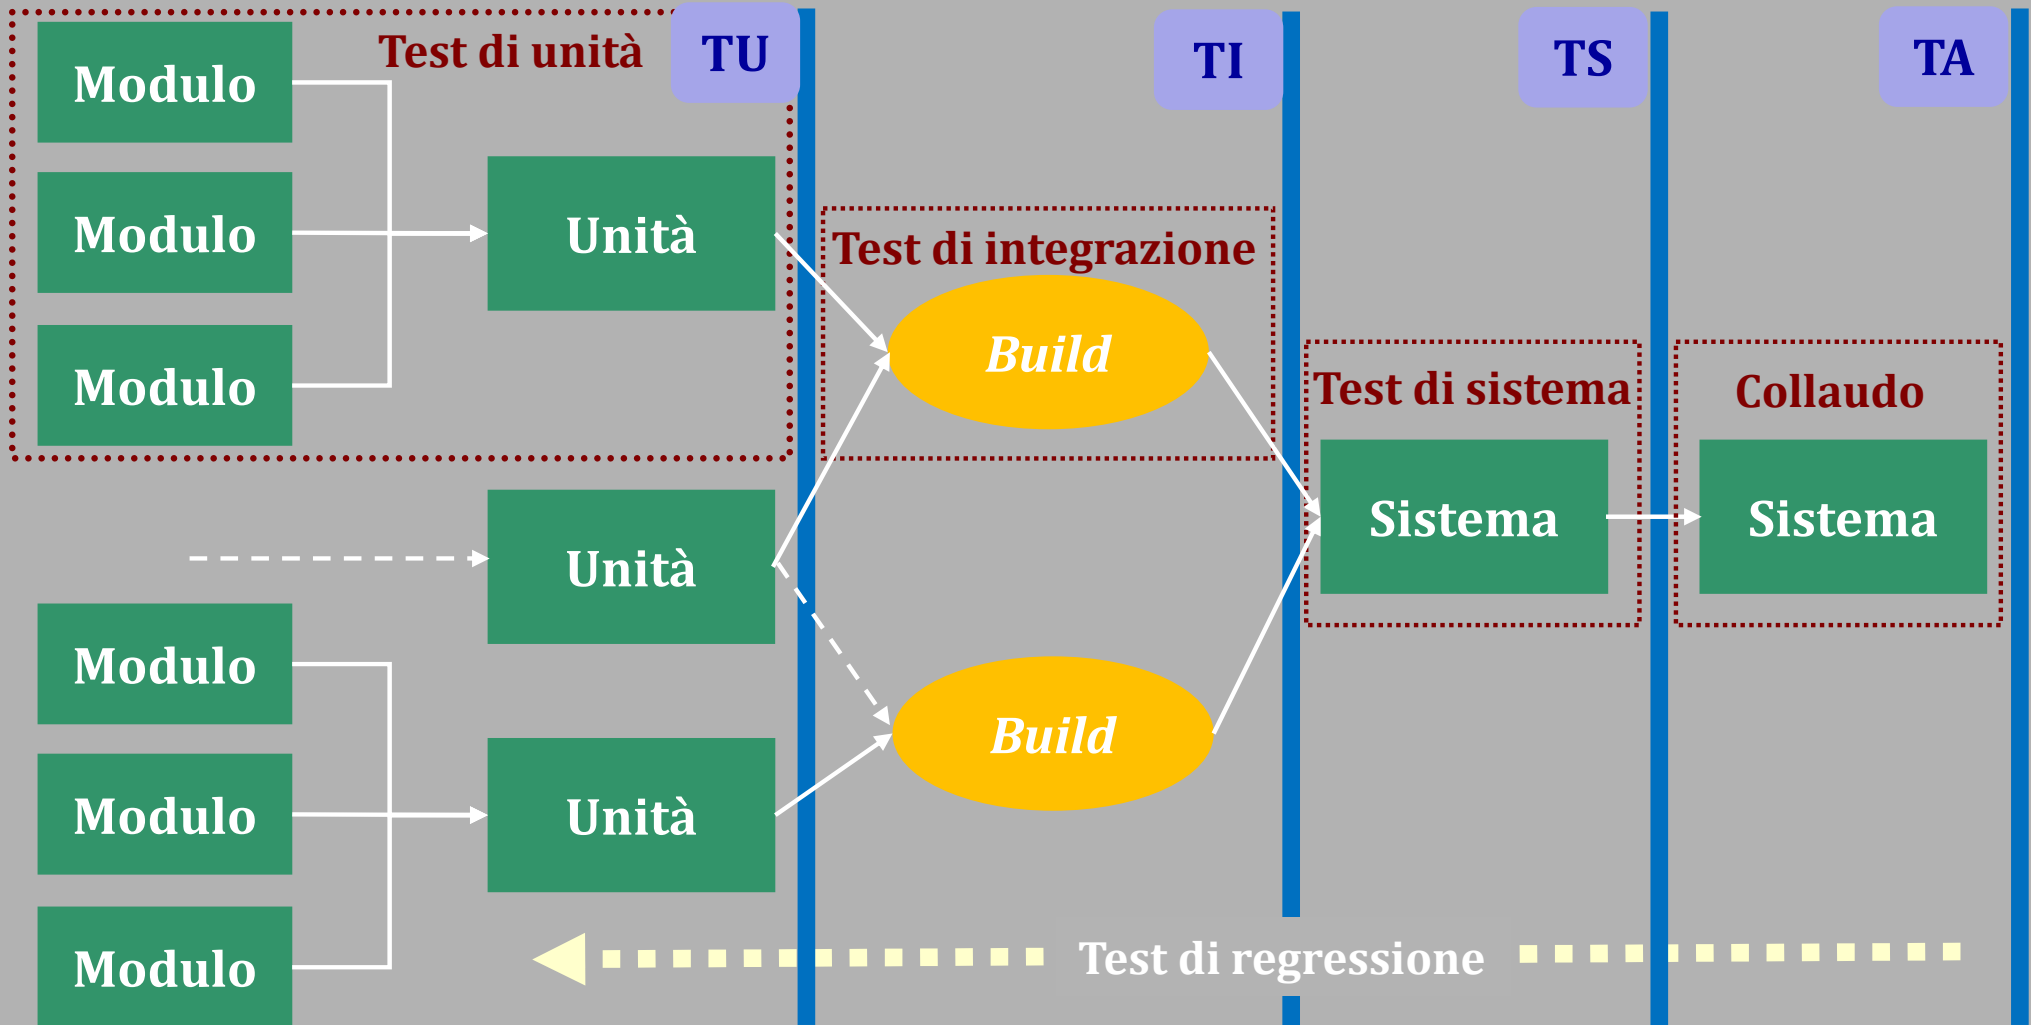 Test di unità
TU
TI
TS
TA
Modulo
Modulo
Unità
Modulo
Test di integrazione
Build
Test di sistema
Collaudo
Sistema
Sistema
Unità
Modulo
Modulo
Unità
Build
Modulo
Test di regressione